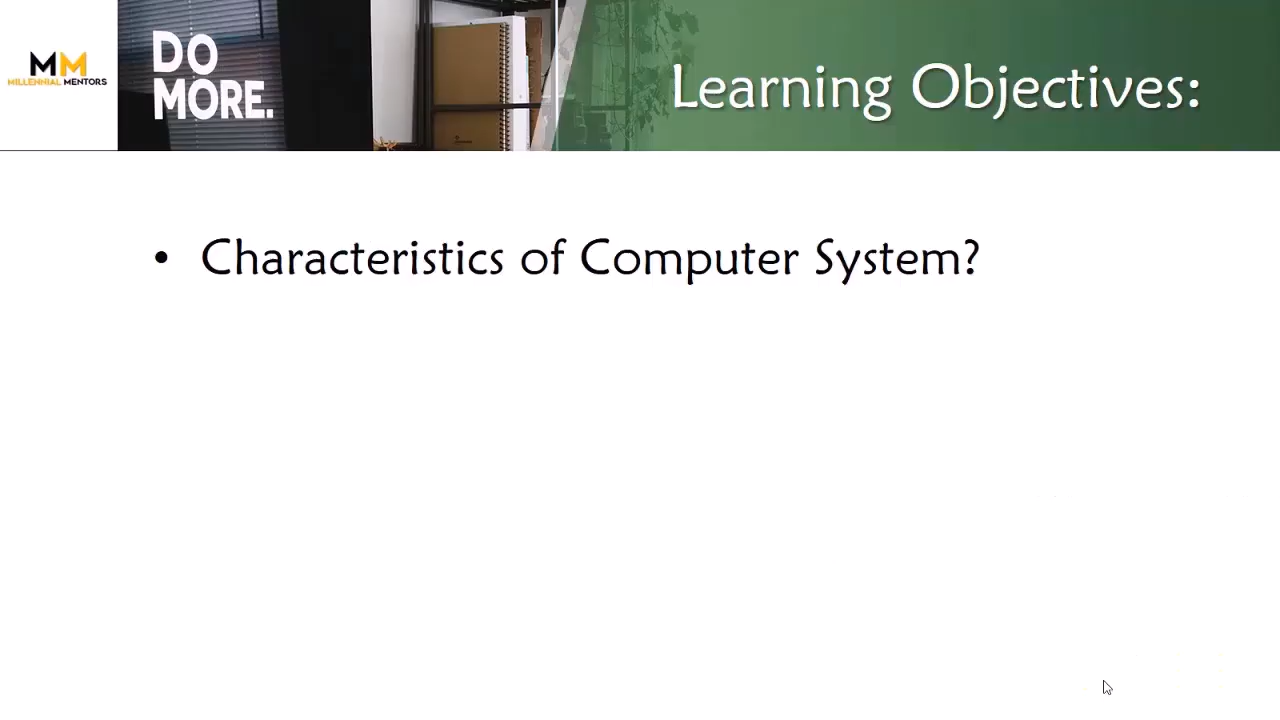 MM
MILLENNIAL MENTORS
DO
MORE.
Learning Objectives:
• Characteristics of Computer System?